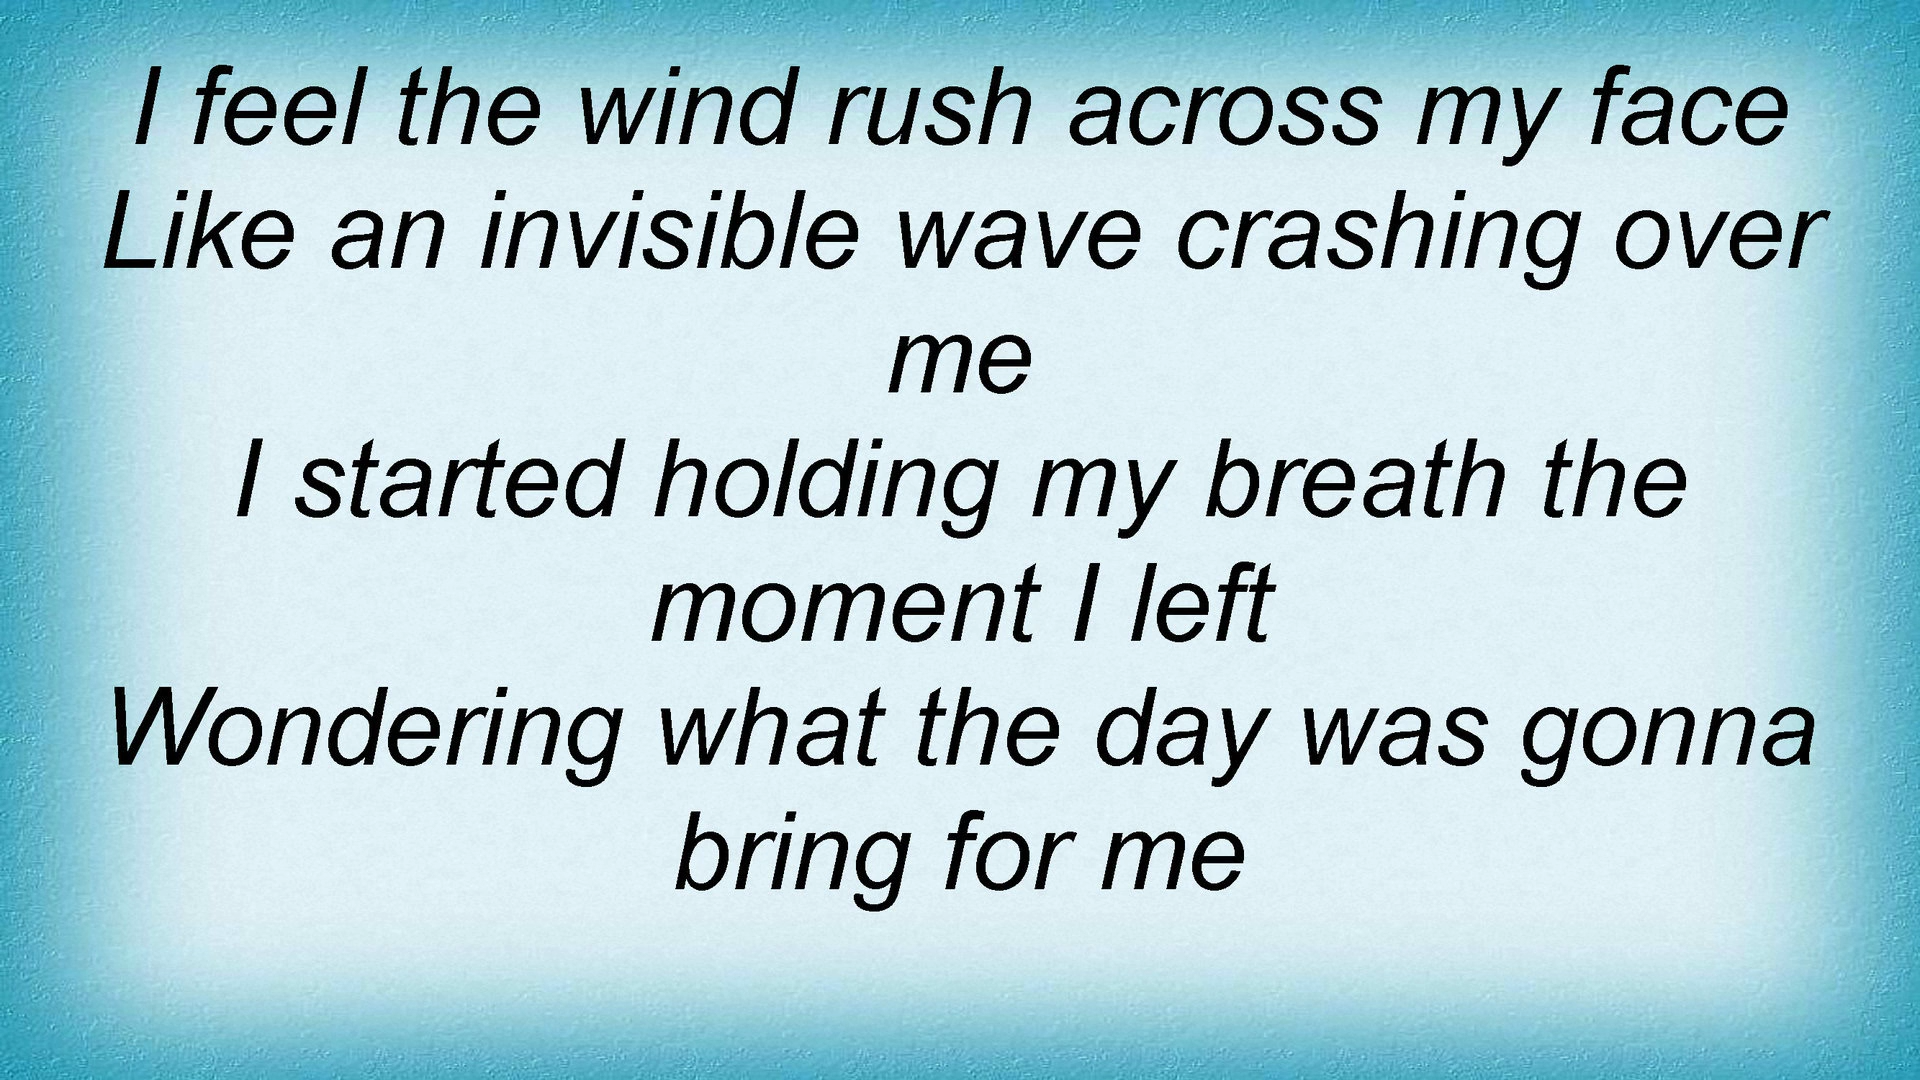 I feel the wind rush across my face
Like an invisible wave crashing over
me
I started holding my breath the
moment I left
Wondering what the day was gonna
bring for me